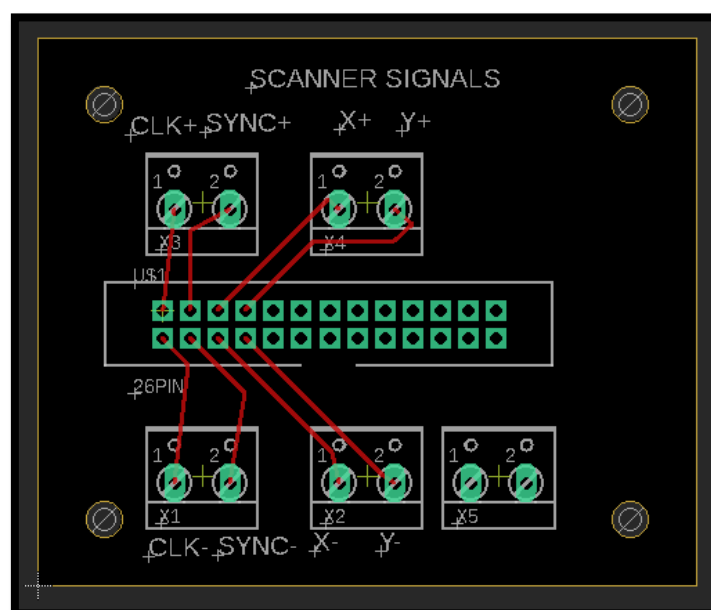 SCANNER SIGNALS
CLK+ SYNC+ X+ Y+
1 2 1 2
X3 X4
U$1
26PIN
1 2 1 2 1 2
X1 X2 X5
CLK- SYNC- X- Y-